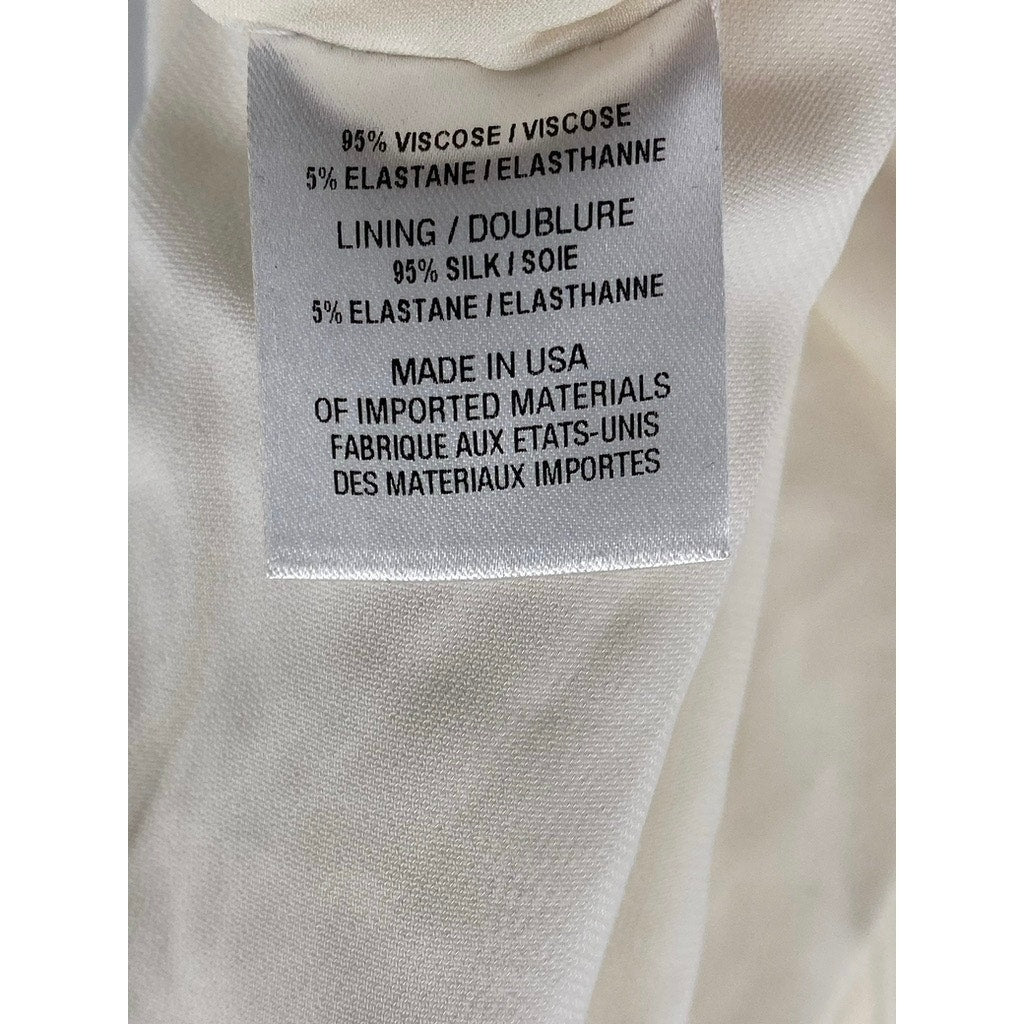 95% VISCOSE / VISCOSE
5% ELASTANE / ELASTHANNE
LINING / DOUBLURE
95% SILK / SOIE
5% ELASTANE / ELASTHANNE
MADE IN USA
OF IMPORTED MATERIALS
FABRIQUE AUX ETATS-UNIS
DES MATERIAUX IMPORTES